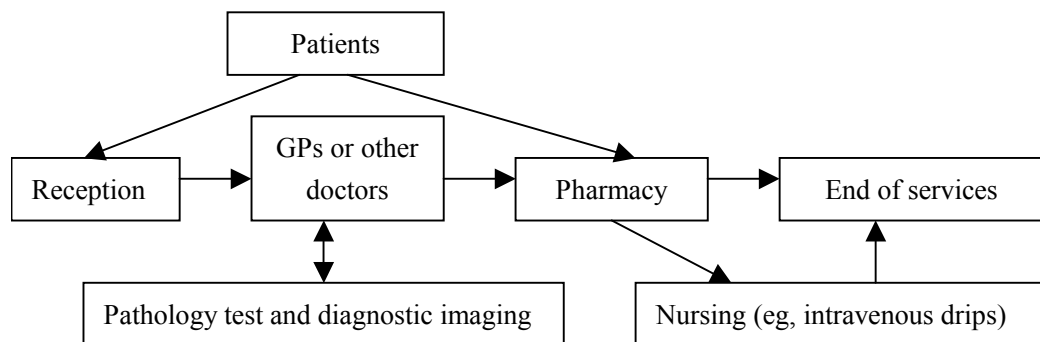 Patients
Reception
GPs or other
doctors
Pharmacy
End of services
Pathology test and diagnostic imaging
Nursing (eg, intravenous drips)